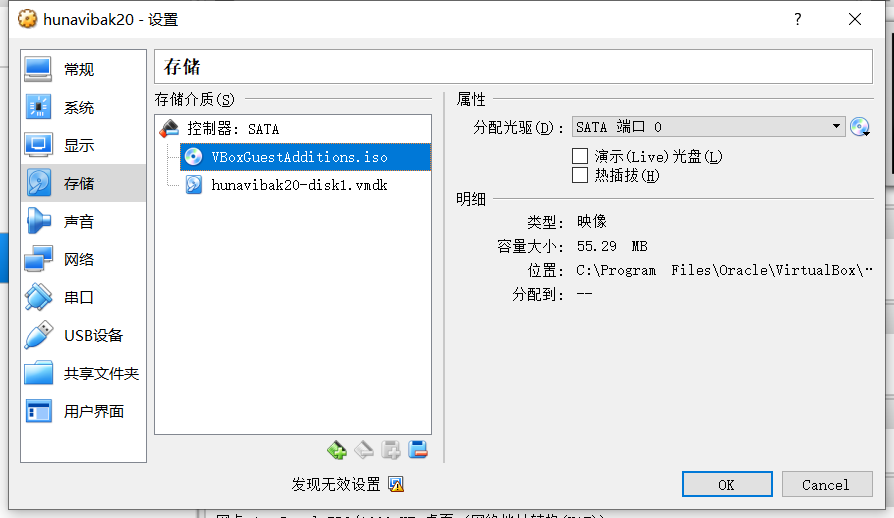 hunavibak20 - 设置
?
常规
系统
显示
存储
声音
网络
串口
USB设备
共享文件夹
用户界面
存储
存储介质(S)
控制器: SATA
VBoxGuestAdditions.iso
hunavibak20-disk1.vmdk
属性
分配光驱(D): SATA 端口 0
演示(Live)光盘(L)
热插拔(H)
明细
类型: 映像
容量大小: 55.29 MB
位置: C:\Program Files\Oracle\VirtualBox\…
分配到: --
发现无效设置
OK
Cancel